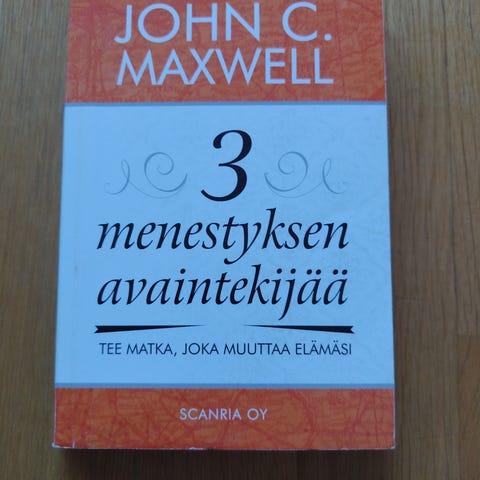 JOHN C.
MAXWELL
3
menestyksen
avaintekijää
TEE MATKA, JOKA MUUTTAA ELÄMÄSI
SCANRIA OY